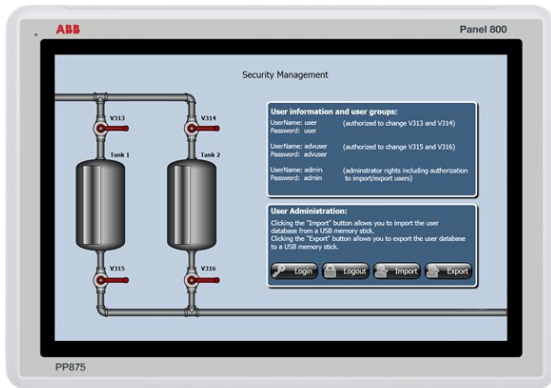 ABB
Panel 800
Security Management
V313
V314
Tank 1
Tank 2
V315
V316
User information and user groups:
UserName: user (authorized to change V313 and V314)
Password: user
UserName: advuser (authorized to change V315 and V316)
Password: advuser
UserName: admin (adminstrator rights including authorization
Password: admin to import/export users)
User Administration:
Clicking the "Import" button allows you to import the user
database from a USB memory stick.
Clicking the "Export" button allows you to export the user database
to a USB memory stick.
Login
Logout
Import
Export
PP875